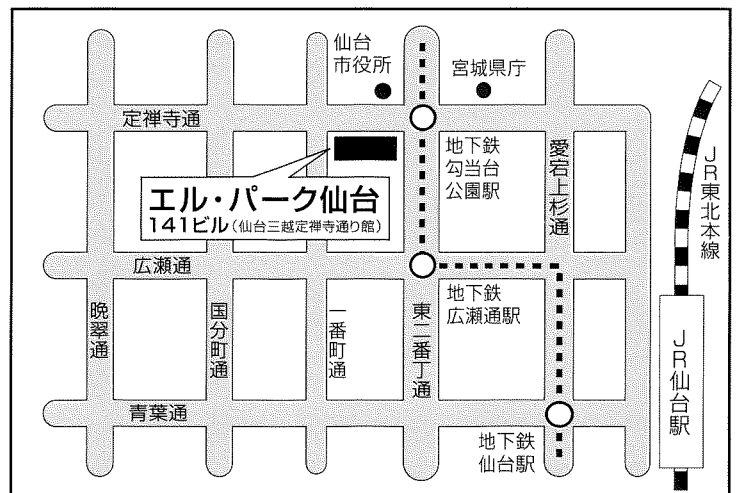 仙台
市役所
宮城県庁
定禅寺通
地下鉄
勾当台
公園駅
愛宕上杉通
JR東北本線
エル・パーク仙台
141ビル(仙台三越定禅寺通り館)
広瀬通
地下鉄
広瀬通駅
晩翠通
国分町通
一番町通
東二番丁通
JR仙台駅
青葉通
地下鉄
仙台駅